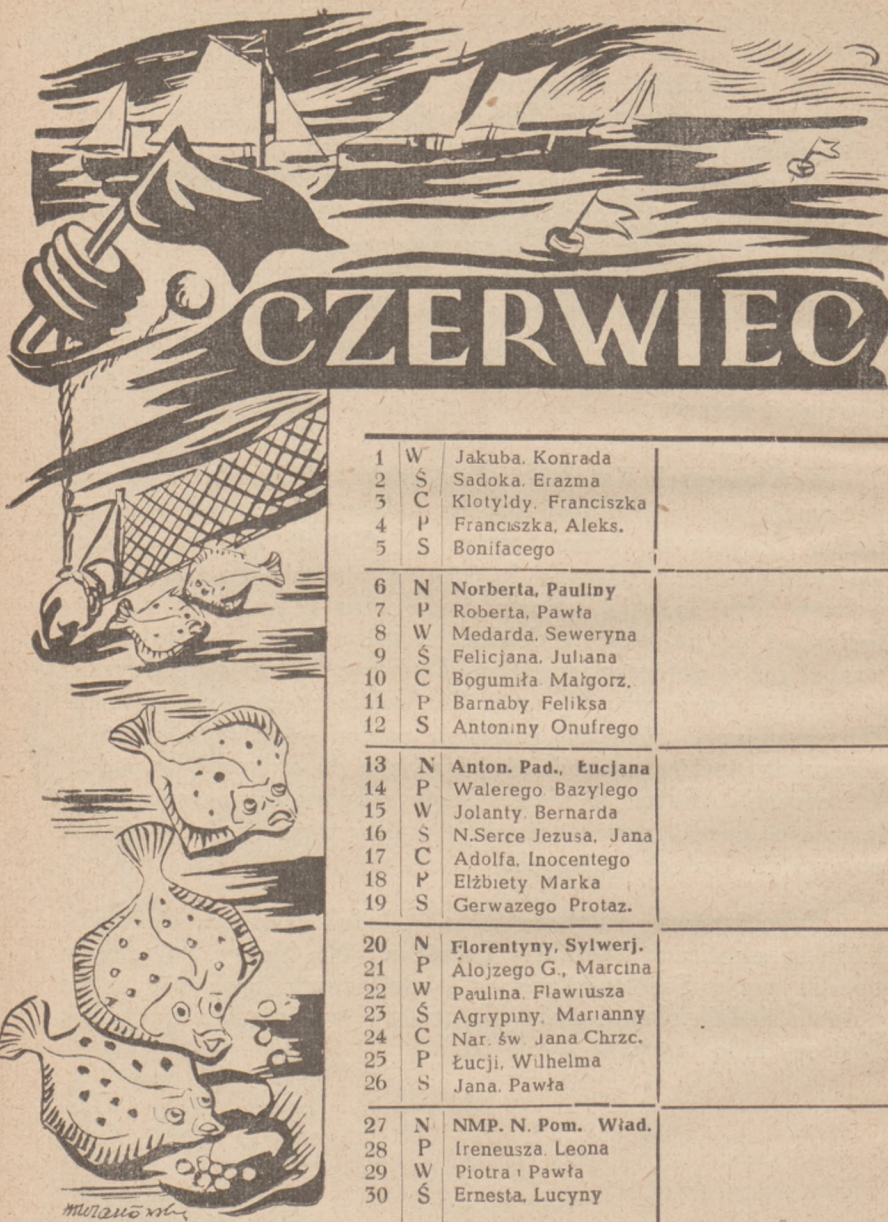 CZERWIEC
1 W Jakuba. Konrada
2 Ś Sadoka. Erazma
3 C Klotyldy, Franciszka
4 P Franciszka, Aleks.
5 S Bonifacego
6 N Norberta, Pauliny
7 P Roberta, Pawła
8 W Medarda. Seweryna
9 Ś Felicjana, Juliana
10 C Bogumiła Małgorz.
11 P Barnaby Feliksa
12 S Antoniny Onufrego
13 N Anton. Pad., Łucjana
14 P Walerego Bazylego
15 W Jolanty Bernarda
16 Ś N.Serce Jezusa, Jana
17 C Adolfa, Inocentego
18 P Elżbiety Marka
19 S Gerwazego Protaz.
20 N Florentyny, Sylwerj.
21 P Alojzego G., Marcina
22 W Paulina. Flawiusza
23 Ś Agrypiny, Marianny
24 C Nar. św Jana Chrzc.
25 P Łucji, Wilhelma
26 S Jana. Pawła
27 N NMP. N. Pom. Wład.
28 P Ireneusza. Leona
29 W Piotra i Pawła
30 Ś Ernesta, Lucyny